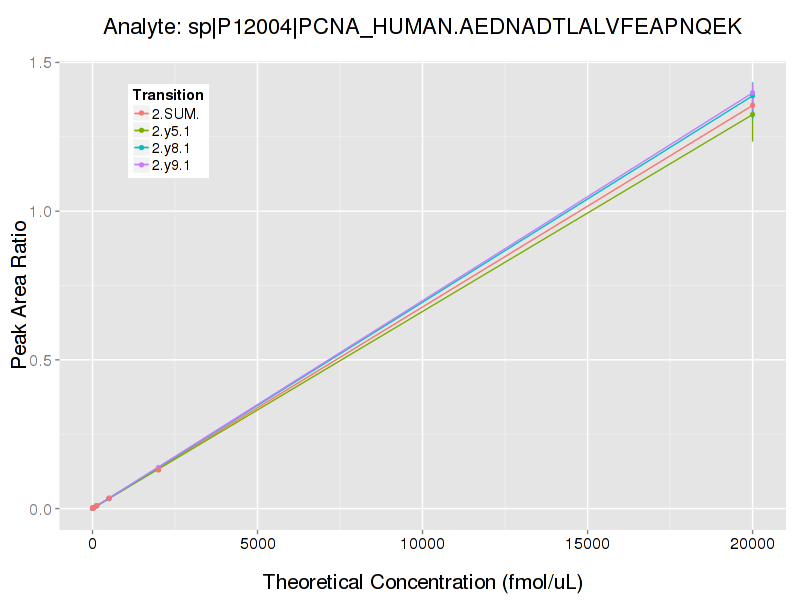 Analyte: sp|P12004|PCNA_HUMAN.AEDNADTLALVFEAPNQEK
1.5
Transition
2.SUM.
2.y5.1
2.y8.1
2.y9.1
1.0
Peak Area Ratio
0.5
0.0
0 5000 10000 15000 20000
Theoretical Concentration (fmol/uL)